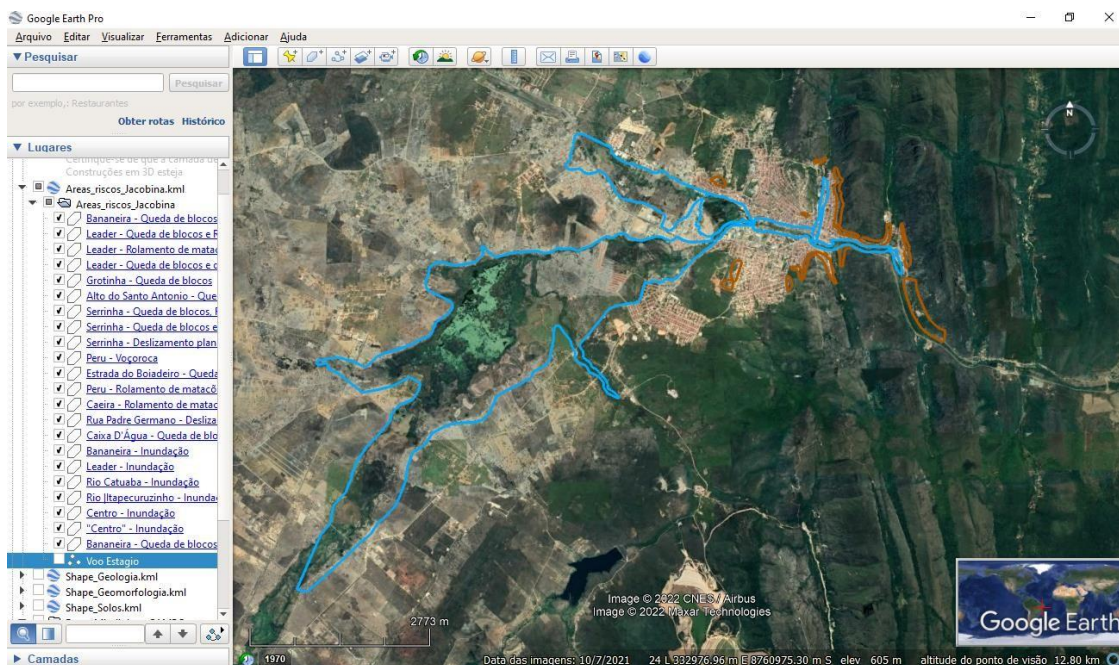 Google Earth Pro
Arquivo Editar Visualizar Ferramentas Adicionar Ajuda
Pesquisar
Pesquisar
por exemplo,: Restaurantes
Obter rotas Histórico
Lugares
Certifique-se de que a camada de
Construções em 3D esteja
Areas_riscos_Jacobina.kml
Areas_riscos_Jacobina
Bananeira - Queda de blocos
Leader - Queda de blocos e R
Leader - Rolamento de matac
Leader - Queda de blocos e d
Grotinha - Queda de blocos
Alto do Santo Antonio - Que
Serrinha - Queda de blocos, R
Serrinha - Queda de blocos e
Serrinha - Deslizamento plan
Peru - Voçoroca
Estrada do Boiadeiro - Queda
Peru - Rolamento de matacõ
Caeira - Rolamento de matac
Rua Padre Germano - Desliza
Caixa D'Água - Queda de blo
Bananeira - Inundação
Leader - Inundação
Rio Catuaba - Inundação
Rio |Itapecuruzinho - Inunda
Centro - Inundação
"Centro" - Inundação
Bananeira - Queda de blocos
Voo Estagio
Shape_Geologia.kml
Shape_Geomorfologia.kml
Shape_Solos.kml
Camadas
N
Image © 2022 CNES / Airbus
Image © 2022 Maxar Technologies
2773 m
Google Earth
1970
Data das imagens: 10/7/2021 24 L 332976.96 m E 8760975.30 m S elev 605 m altitude do ponto de visão 12.80 km